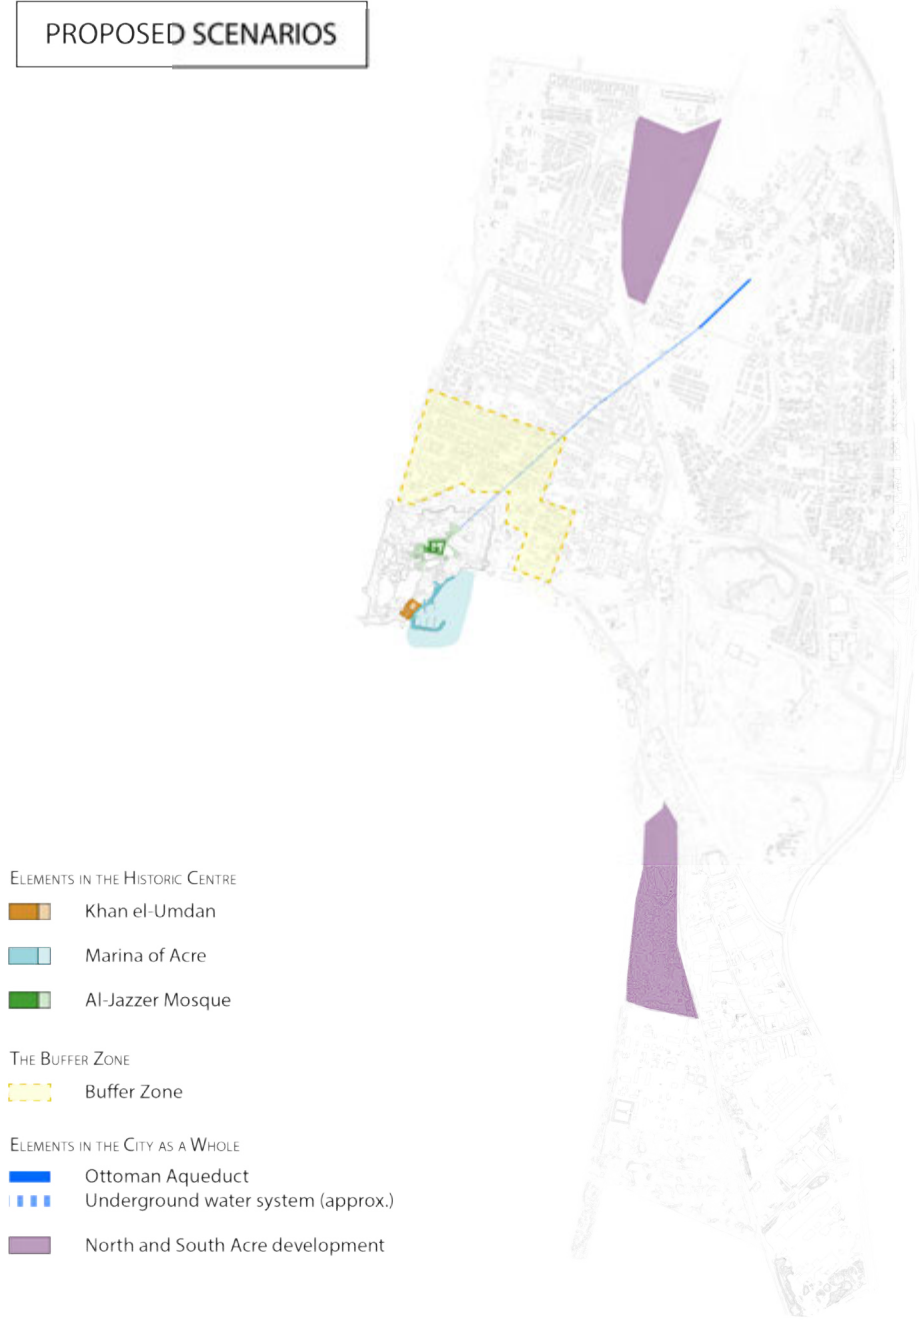 PROPOSED SCENARIOS
ELEMENTS IN THE HISTORIC CENTRE
Khan el-Umdan
Marina of Acre
Al-Jazzer Mosque
THE BUFFER ZONE
Buffer Zone
ELEMENTS IN THE CITY AS A WHOLE
Ottoman Aqueduct
Underground water system (approx.)
North and South Acre development